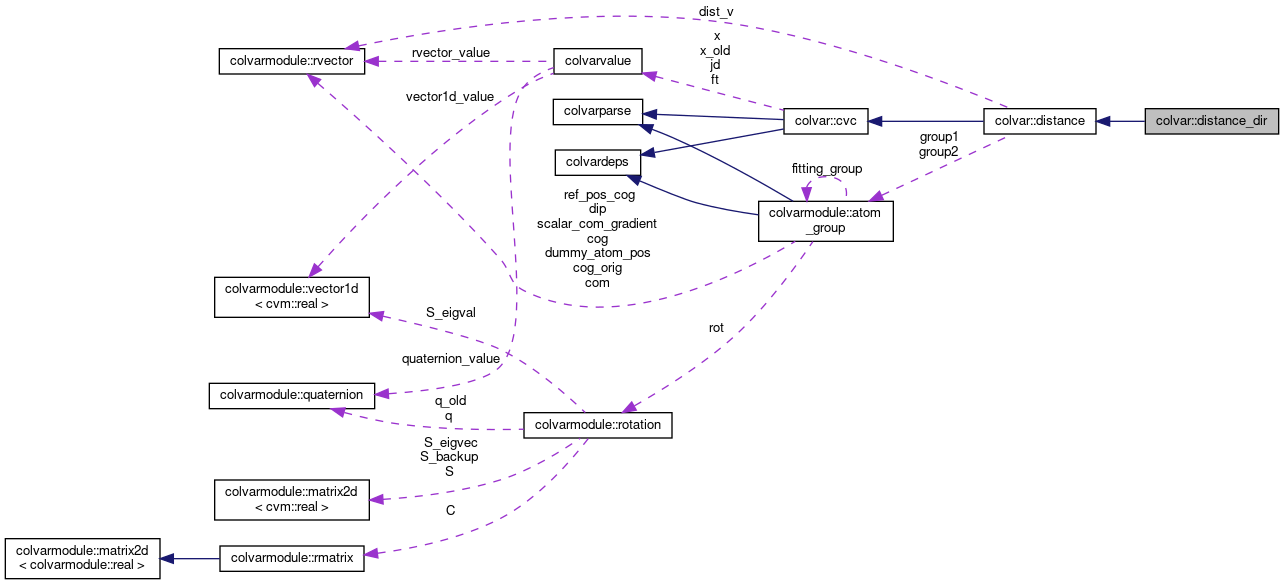 dist_v
colvarmodule::rvector
rvector_value
colvarvalue
x
x_old
jd
ft
vector1d_value
colvarparse
colvar::cvc
colvar::distance
colvar::distance_dir
group1
group2
colvardeps
fitting_group
colvarmodule::atom
_group
ref_pos_cog
dip
scalar_com_gradient
cog
dummy_atom_pos
cog_orig
com
colvarmodule::vector1d
< cvm::real >
S_eigval
rot
quaternion_value
colvarmodule::quaternion
q_old
q
colvarmodule::rotation
S_eigvec
S_backup
S
colvarmodule::matrix2d
< cvm::real >
C
colvarmodule::matrix2d
< colvarmodule::real >
colvarmodule::rmatrix